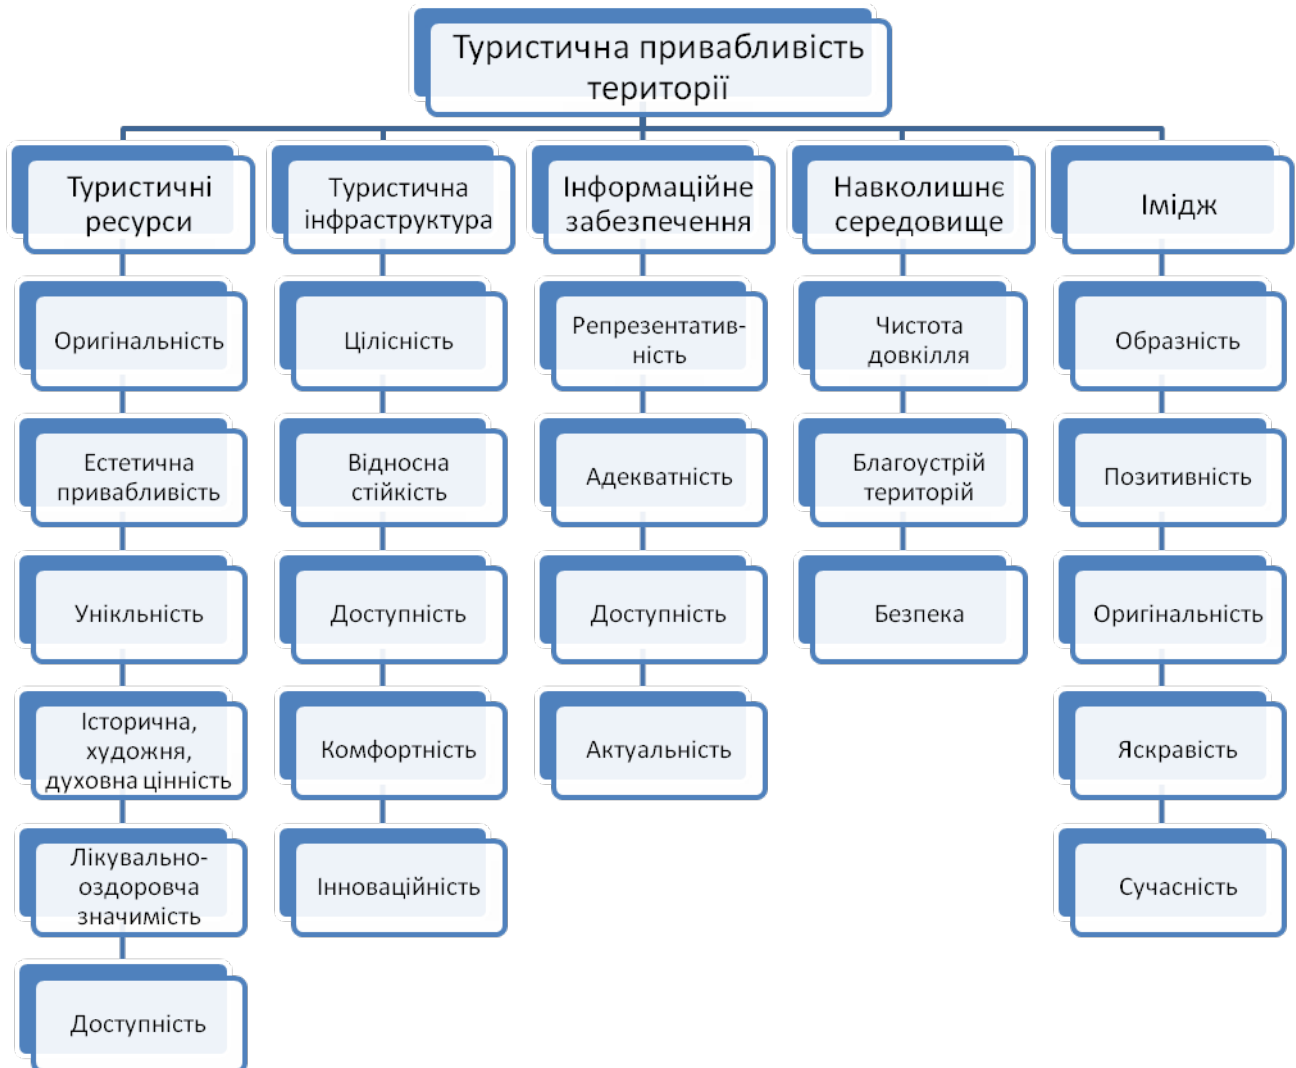 Туристична привабливість
території
Туристичні
ресурси
Оригінальність
Естетична
привабливість
Унікльність
Історична,
художня,
духовна цінність
Лікувально-
оздоровча
значимість
Доступність
Туристична
інфраструктура
Цілісність
Відносна
стійкість
Доступність
Комфортність
Інноваційність
Інформаційне
забезпечення
Репрезентатив-
ність
Адекватність
Доступність
Актуальність
Навколишнє
середовище
Чистота
довкілля
Благоустрій
територій
Безпека
Імідж
Образність
Позитивність
Оригінальність
Яскравість
Сучасність